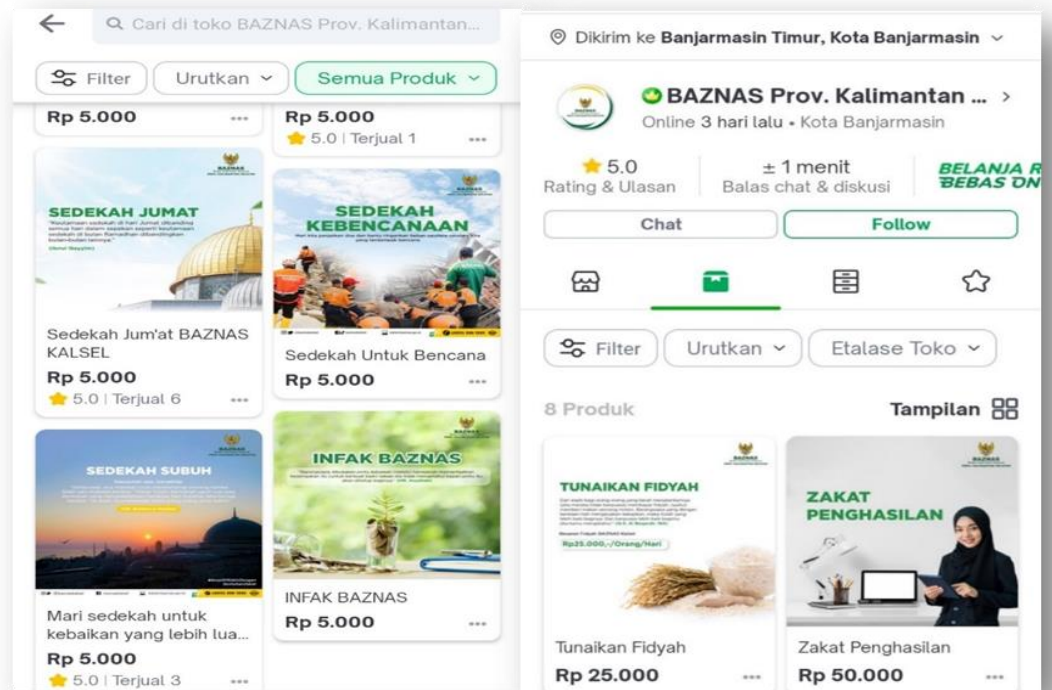 Cari di toko BAZNAS Prov. Kalimantan...
Filter
Urutkan
Semua Produk
Rp 5.000
Rp 5.000
5.0 | Terjual 1
BAZNAS
SEDEKAH JUMAT
Sedekah Jum'at BAZNAS
KALSEL
Rp 5.000
5.0 | Terjual 6
BAZNAS
SEDEKAH
KEBENCANAAN
Sedekah Untuk Bencana
Rp 5.000
BAZNAS
SEDEKAH SUBUH
Mari sedekah untuk
kebaikan yang lebih lua...
Rp 5.000
5.0 | Terjual 3
BAZNAS
INFAK BAZNAS
INFAK BAZNAS
Rp 5.000
Dikirim ke Banjarmasin Timur, Kota Banjarmasin
BAZNAS Prov. Kalimantan ...
Online 3 hari lalu • Kota Banjarmasin
5.0
Rating & Ulasan
± 1 menit
Balas chat & diskusi
BELANJA R
BEBAS ON
Chat
Follow
Filter
Urutkan
Etalase Toko
8 Produk
Tampilan
BAZNAS
TUNAIKAN FIDYAH
Rp25.000,-/Orang/Hari
Tunaikan Fidyah
Rp 25.000
BAZNAS
ZAKAT
PENGHASILAN
Zakat Penghasilan
Rp 50.000